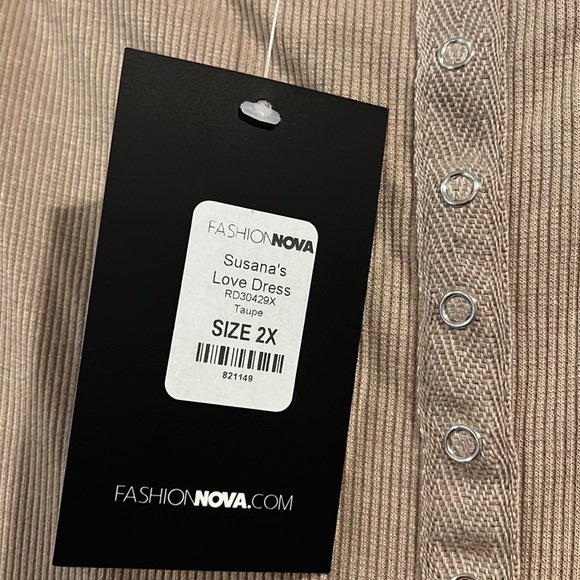 FASHIONNOVA
Susana's
Love Dress
RD30429X
Taupe
SIZE 2X
821149
FASHIONNOVA.COM